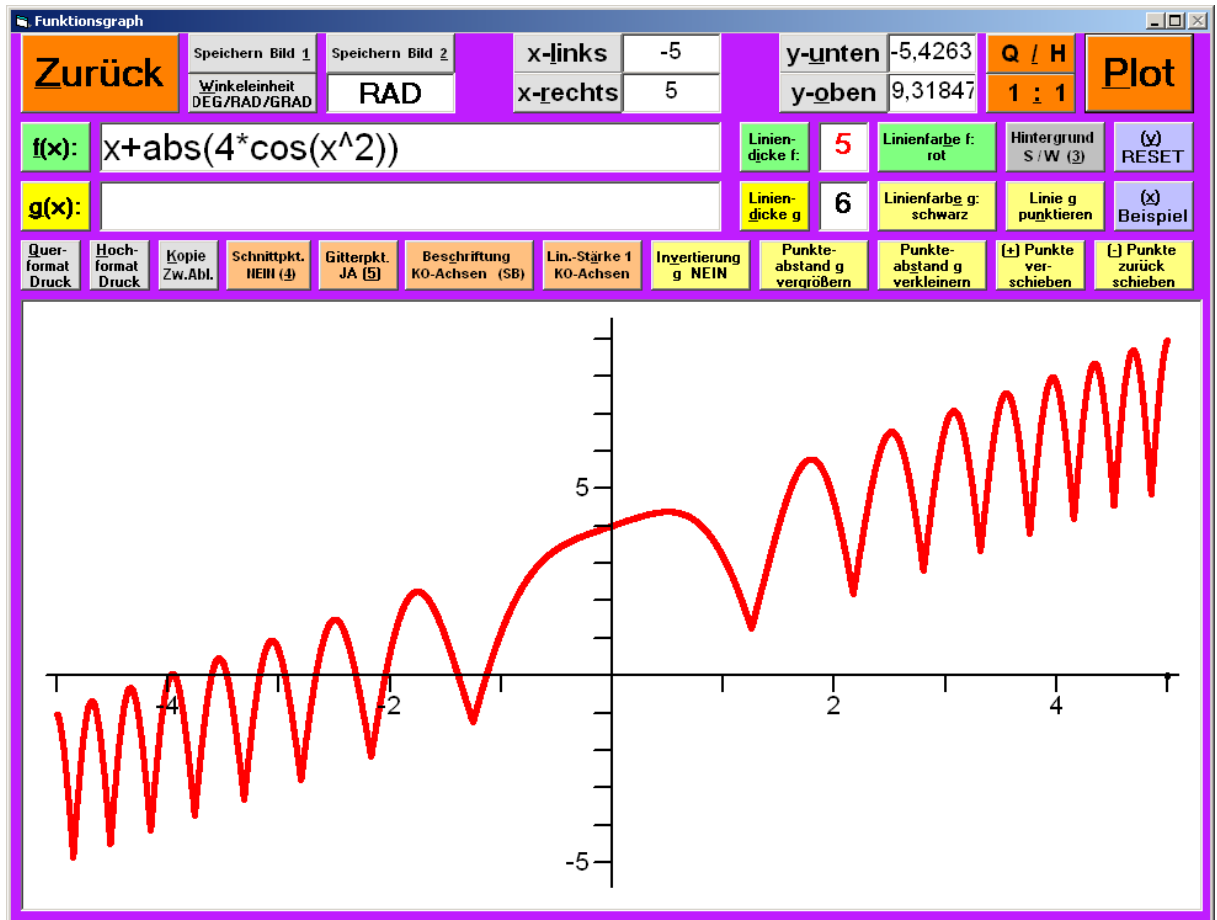 Funktionsgraph
Zurück
Speichern Bild 1
Speichern Bild 2
Winkeleinheit
DEG/RAD/GRAD
RAD
x-links
-5
x-rechts
5
y-unten
-5,4263
y-oben
9,31847
Q / H
1 : 1
Plot
f(x):
x+abs(4*cos(x^2))
Linien-
dicke f:
5
Linienfarbe f:
rot
Hintergrund
S/W (3)
(y)
RESET
g(x):
Linien-
dicke g
6
Linienfarbe g:
schwarz
Linie g
punktieren
(x)
Beispiel
Quer-
format
Druck
Hoch-
format
Druck
Kopie
Zw.Abl.
Schnittpkt.
NEIN (4)
Gitterpkt.
JA (5)
Beschriftung
KO-Achsen (SB)
Lin.-Stärke 1
KO-Achsen
Invertierung
g NEIN
Punkte-
abstand g
vergrößern
Punkte-
abstand g
verkleinern
(+) Punkte
ver-
schieben
(-) Punkte
zurück
schieben
5
-4
-2
2
4
-5